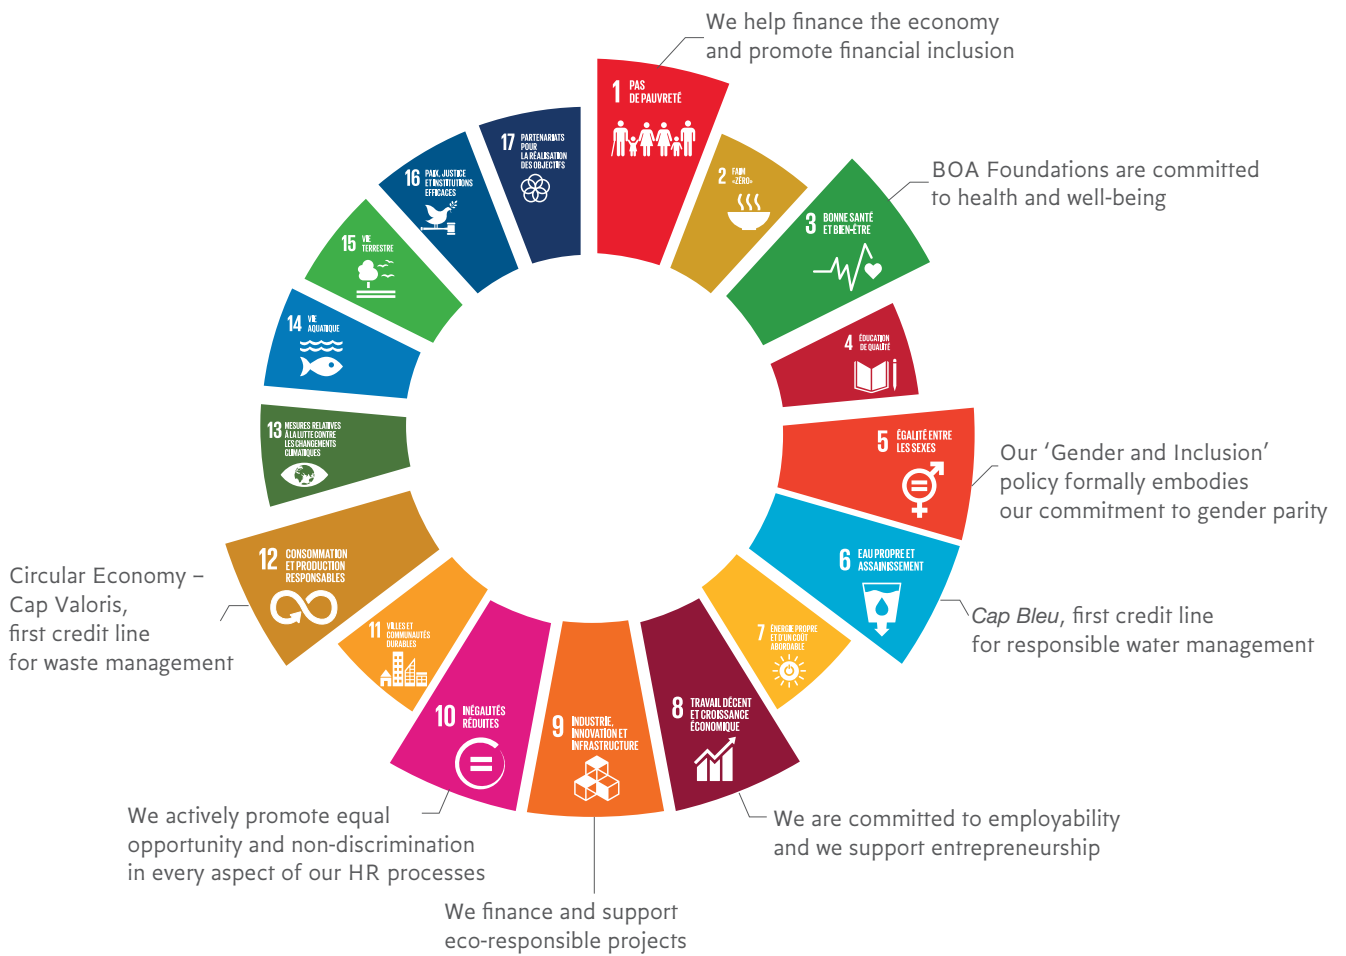 We help finance the economy
and promote financial inclusion
1 PAS
DE PAUVRETÉ
2 FAIM
«ZÉRO»
BOA Foundations are committed
to health and well-being
3 BONNE SANTÉ
ET BIEN-ÊTRE
4 ÉDUCATION
DE QUALITÉ
5 ÉGALITÉ ENTRE
LES SEXES
Our ‘Gender and Inclusion’
policy formally embodies
our commitment to gender parity
6 EAU PROPRE ET
ASSAINISSEMENT
Cap Bleu, first credit line
for responsible water management
7 ÉNERGIE PROPRE
ET D'UN COÛT
ABORDABLE
8 TRAVAIL DÉCENT
ET CROISSANCE
ÉCONOMIQUE
We are committed to employability
and we support entrepreneurship
9 INDUSTRIE,
INNOVATION ET
INFRASTRUCTURE
We finance and support
eco-responsible projects
10 INÉGALITÉS
RÉDUITES
We actively promote equal
opportunity and non-discrimination
in every aspect of our HR processes
11 VILLES ET
COMMUNAUTÉS
DURABLES
12 CONSOMMATION
ET PRODUCTION
RESPONSABLES
Circular Economy –
Cap Valoris,
first credit line
for waste management
13 MESURES RELATIVES
À LA LUTTE CONTRE
LES CHANGEMENTS
CLIMATIQUES
14 VIE
AQUATIQUE
15 VIE
TERRESTRE
16 PAIX, JUSTICE
ET INSTITUTIONS
EFFICACES
17 PARTENARIATS
POUR
LA RÉALISATION
DES OBJECTIFS